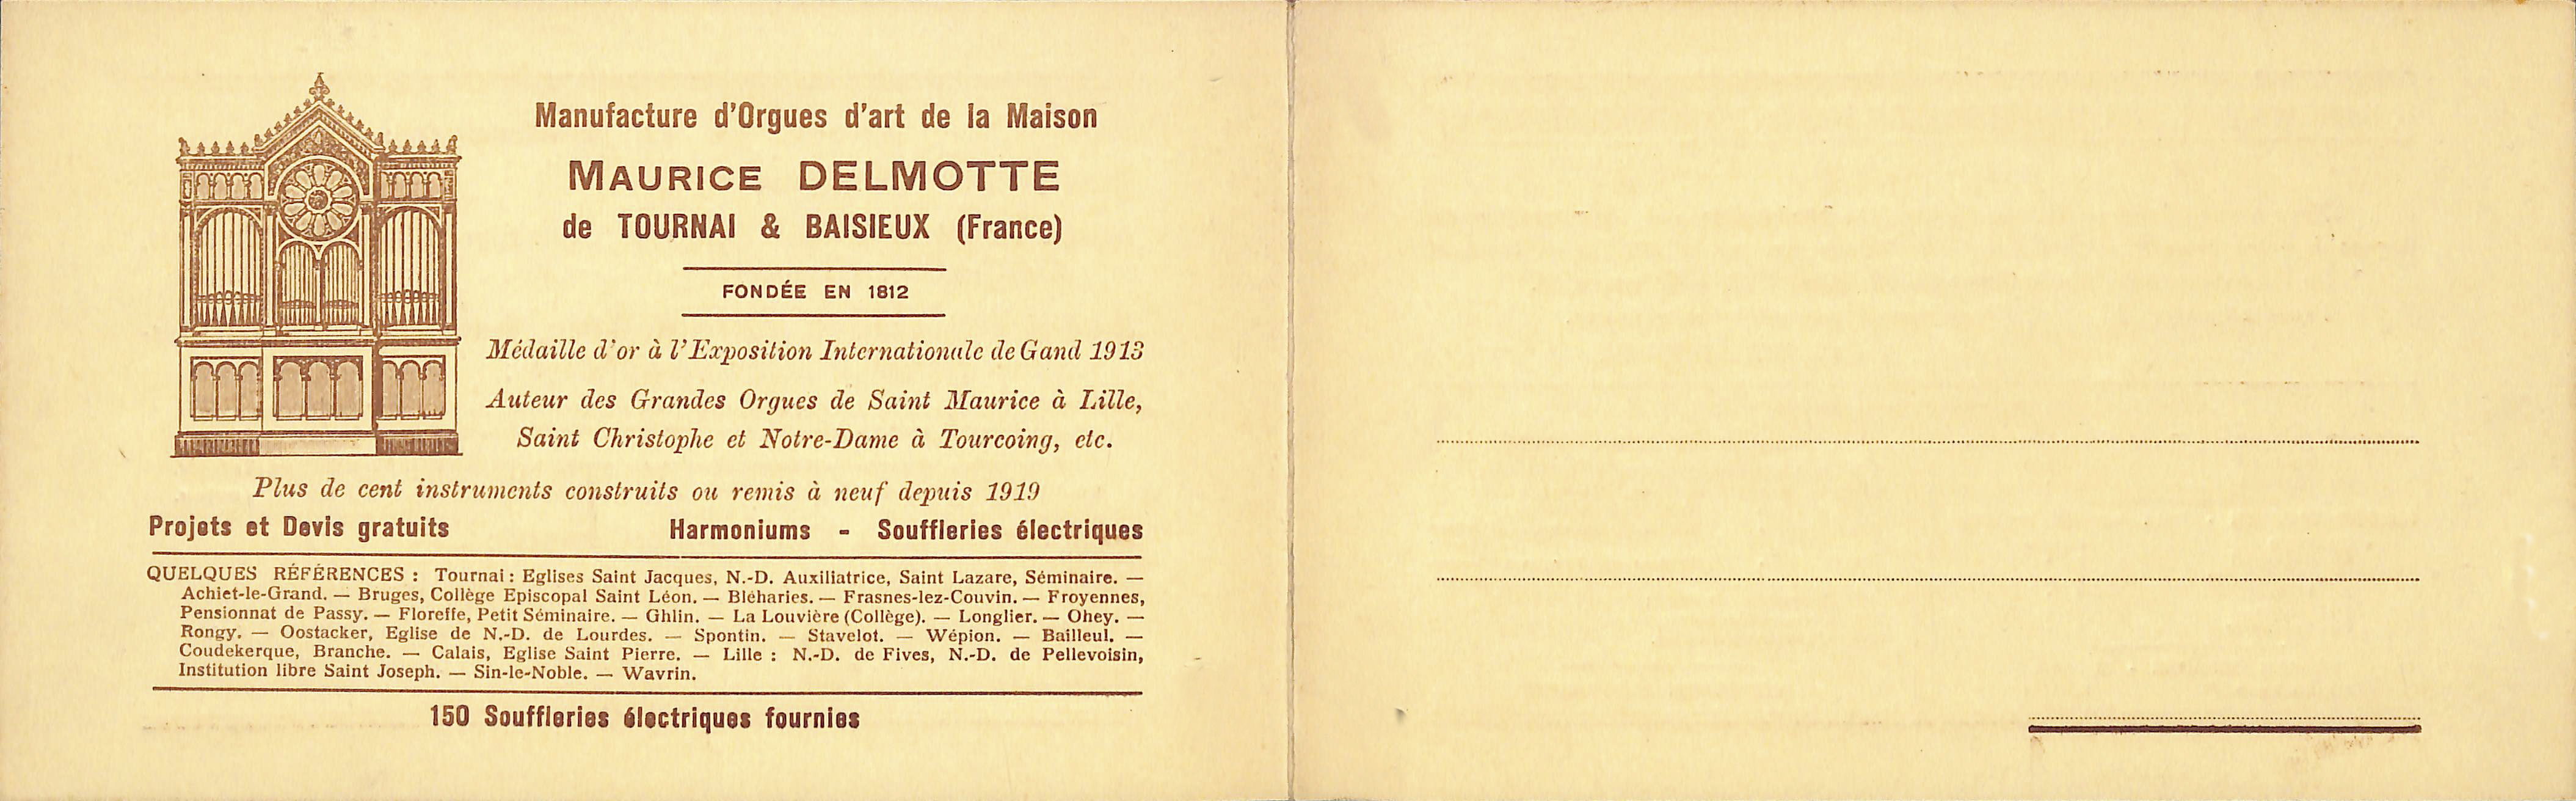 Manufacture d'Orgues d'art de la Maison
MAURICE DELMOTTE
de TOURNAI & BAISIEUX (France)
FONDÉE EN 1812
Médaille d'or à l'Exposition Internationale de Gand 1913
Auteur des Grandes Orgues de Saint Maurice à Lille,
Saint Christophe et Notre-Dame à Tourcoing, etc.
Plus de cent instruments construits ou remis à neuf depuis 1919
Projets et Devis gratuits Harmoniums - Souffleries électriques
QUELQUES RÉFÉRENCES : Tournai : Eglises Saint Jacques, N.-D. Auxiliatrice, Saint Lazare, Séminaire. —
Achiet-le-Grand. — Bruges, Collège Episcopal Saint Léon. — Bléharies. — Frasnes-lez-Couvin. — Froyennes,
Pensionnat de Passy. — Floreffe, Petit Séminaire. — Ghlin. — La Louvière (Collège). — Longlier. — Ohey. —
Rongy. — Oostacker, Eglise de N.-D. de Lourdes. — Spontin. — Stavelot. — Wépion. — Bailleul. —
Coudekerque, Branche. — Calais, Eglise Saint Pierre. — Lille : N.-D. de Fives, N.-D. de Pellevoisin,
Institution libre Saint Joseph. — Sin-le-Noble. — Wavrin.
150 Souffleries électriques fournies